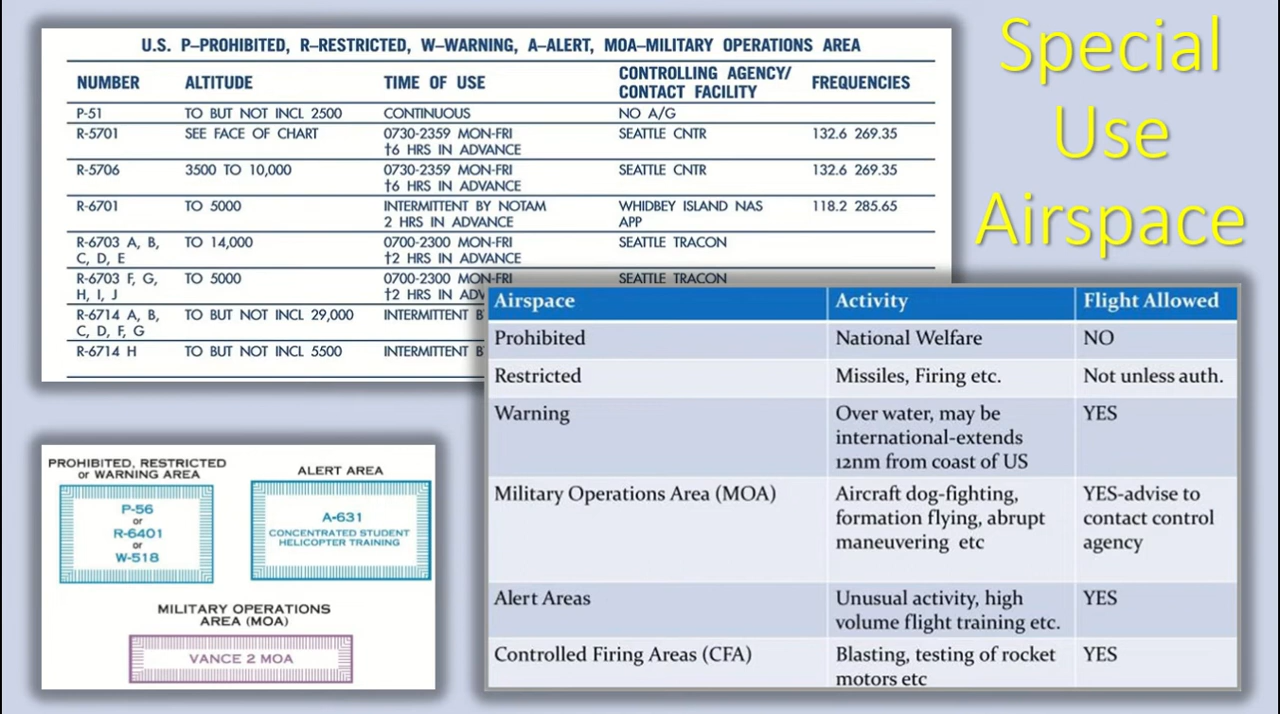 Special
Use
Airspace
U.S. P–PROHIBITED, R–RESTRICTED, W–WARNING, A–ALERT, MOA–MILITARY OPERATIONS AREA
NUMBER ALTITUDE TIME OF USE CONTROLLING AGENCY/ FREQUENCIES
CONTACT FACILITY
P-51 TO BUT NOT INCL 2500 CONTINUOUS NO A/G
R-5701 SEE FACE OF CHART 0730-2359 MON-FRI SEATTLE CNTR 132.6 269.35
†6 HRS IN ADVANCE
R-5706 3500 TO 10,000 0730-2359 MON-FRI SEATTLE CNTR 132.6 269.35
†6 HRS IN ADVANCE
R-6701 TO 5000 INTERMITTENT BY NOTAM WHIDBEY ISLAND NAS 118.2 285.65
2 HRS IN ADVANCE APP
R-6703 A, B, TO 14,000 0700-2300 MON-FRI SEATTLE TRACON
C, D, E †2 HRS IN ADVANCE
R-6703 F, G, TO 5000 0700-2300 MON-FRI SEATTLE TRACON
H, I, J †2 HRS IN ADV
R-6714 A, B, TO BUT NOT INCL 29,000 INTERMITTENT
C, D, F, G
R-6714 H TO BUT NOT INCL 5500 INTERMITTENT
Airspace Activity Flight Allowed
Prohibited National Welfare NO
Restricted Missiles, Firing etc. Not unless auth.
Warning Over water, may be YES
international-extends
12nm from coast of US
Military Operations Area (MOA) Aircraft dog-fighting, YES-advise to
formation flying, abrupt contact control
maneuvering etc agency
Alert Areas Unusual activity, high YES
volume flight training etc.
Controlled Firing Areas (CFA) Blasting, testing of rocket YES
motors etc
PROHIBITED, RESTRICTED
or WARNING AREA
P-56
or
R-6401
or
W-518
ALERT AREA
A-631
CONCENTRATED STUDENT
HELICOPTER TRAINING
MILITARY OPERATIONS
AREA (MOA)
VANCE 2 MOA